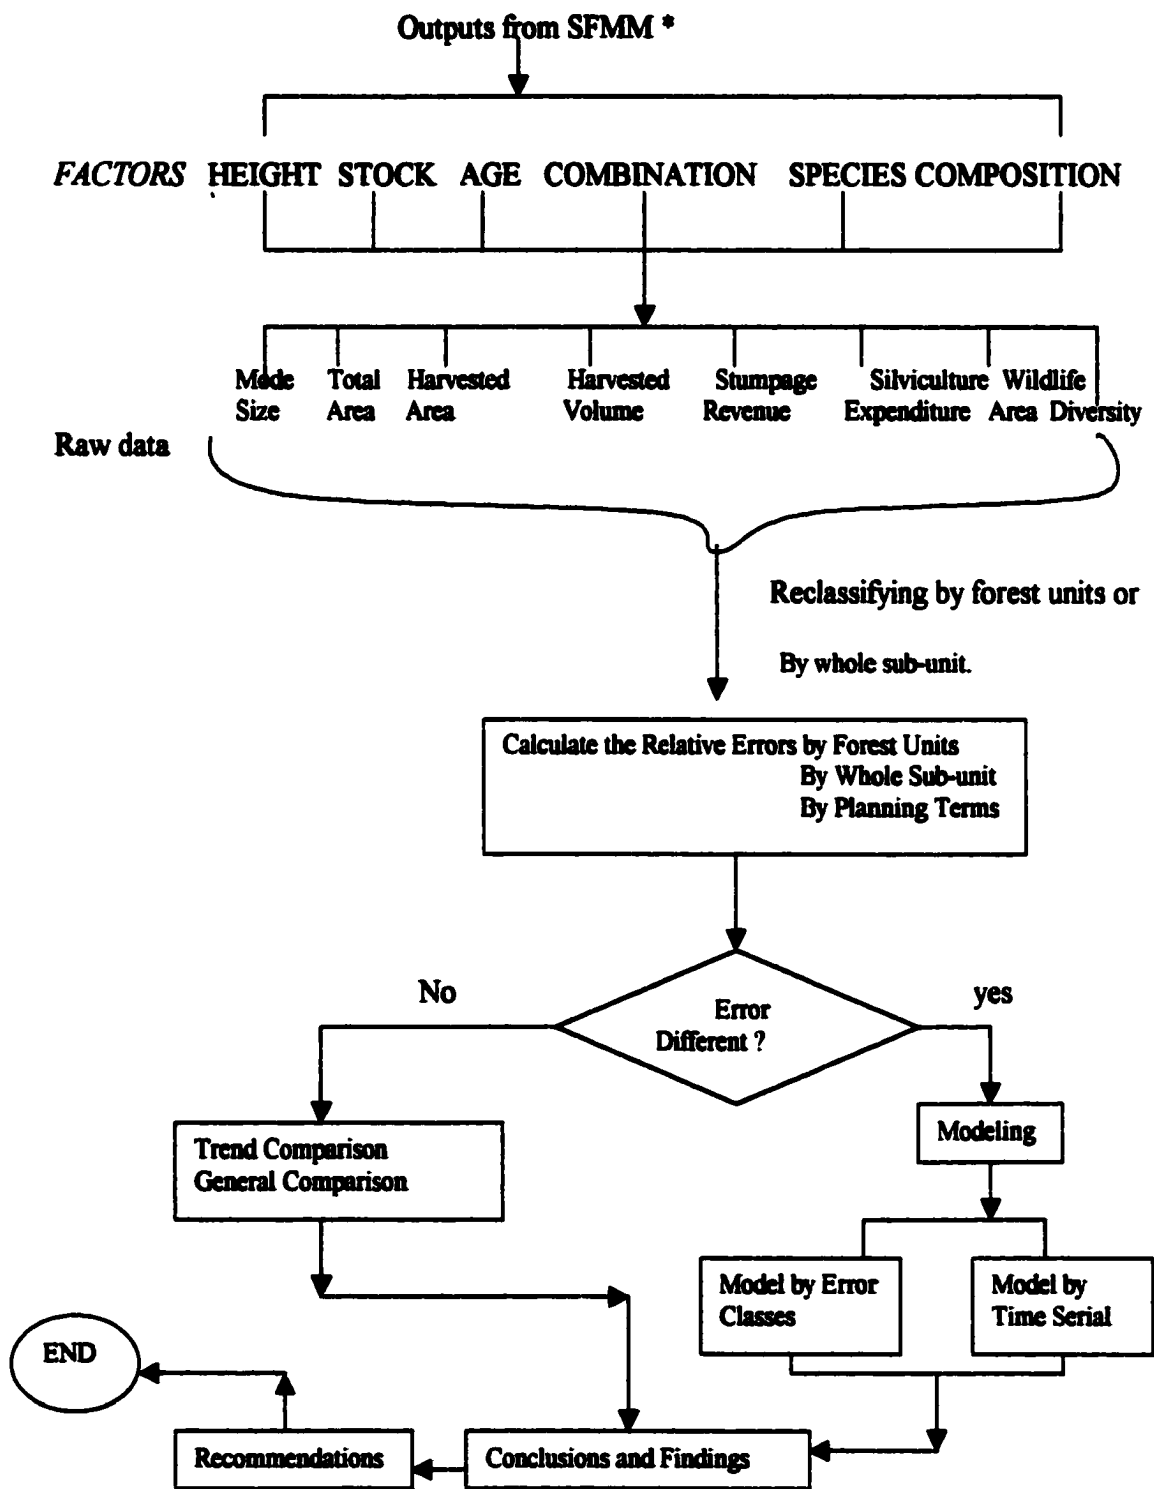 Outputs from SFMM *
FACTORS HEIGHT STOCK AGE COMBINATION SPECIES COMPOSITION
Mode Total Harvested Harvested Stumpage Silviculture Wildlife
Size Area Area Volume Revenue Expenditure Area Diversity
Raw data
Reclassifying by forest units or
By whole sub-unit.
Calculate the Relative Errors by Forest Units
By Whole Sub-unit
By Planning Terms
No
yes
Error
Different ?
Trend Comparison
General Comparison
Modeling
Model by Error
Classes
Model by
Time Serial
END
Recommendations
Conclusions and Findings